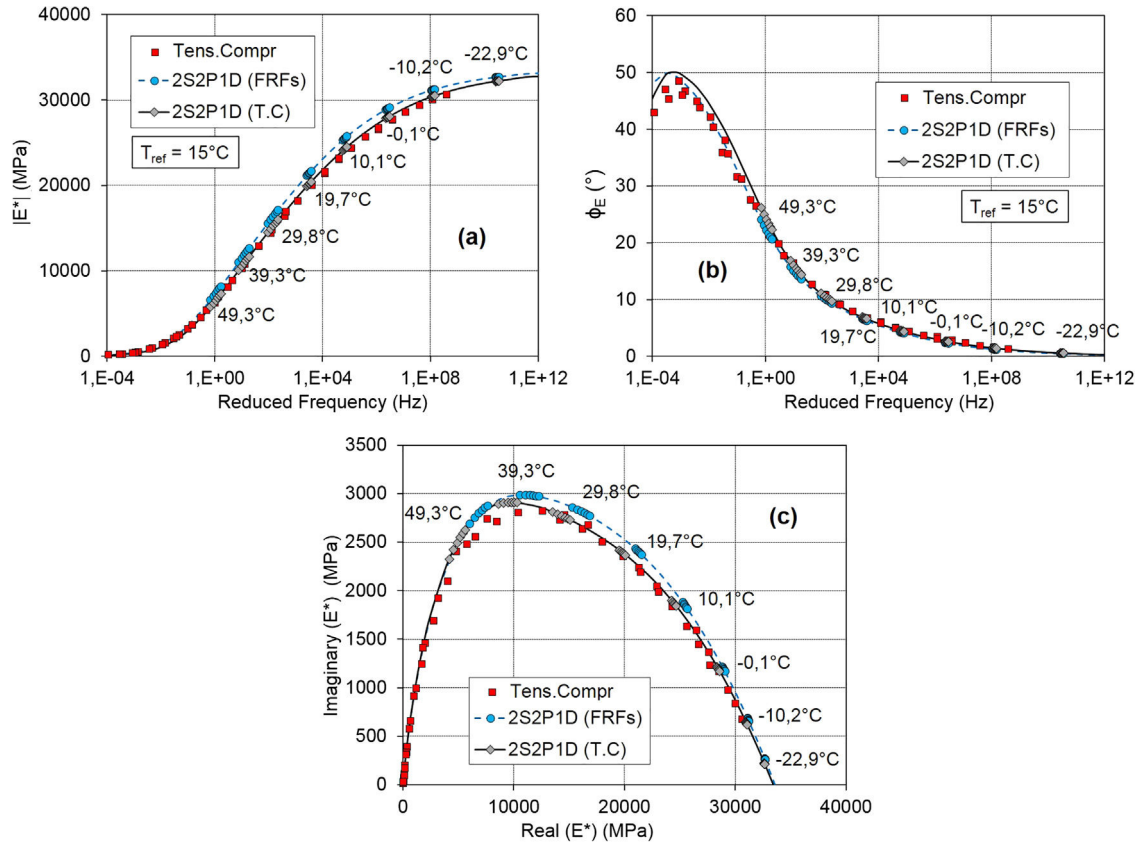 40000
30000
20000
10000
0
|E*| (MPa)
Tens.Compr
2S2P1D (FRFs)
2S2P1D (T.C)
T_ref = 15°C
-22,9°C
-10,2°C
-0,1°C
10,1°C
19,7°C
29,8°C
39,3°C
49,3°C
(a)
1,E-04 1,E+00 1,E+04 1,E+08 1,E+12
Reduced Frequency (Hz)
60
50
40
30
20
10
0
ϕ_E (°)
Tens.Compr
2S2P1D (FRFs)
2S2P1D (T.C)
T_ref = 15°C
49,3°C
39,3°C
29,8°C
10,1°C
19,7°C
-0,1°C
-10,2°C
-22,9°C
(b)
1,E-04 1,E+00 1,E+04 1,E+08 1,E+12
Reduced Frequency (Hz)
3500
3000
2500
2000
1500
1000
500
0
Imaginary (E*) (MPa)
39,3°C
49,3°C
29,8°C
(c)
19,7°C
10,1°C
-0,1°C
-10,2°C
-22,9°C
Tens.Compr
2S2P1D (FRFs)
2S2P1D (T.C)
0 10000 20000 30000 40000
Real (E*) (MPa)